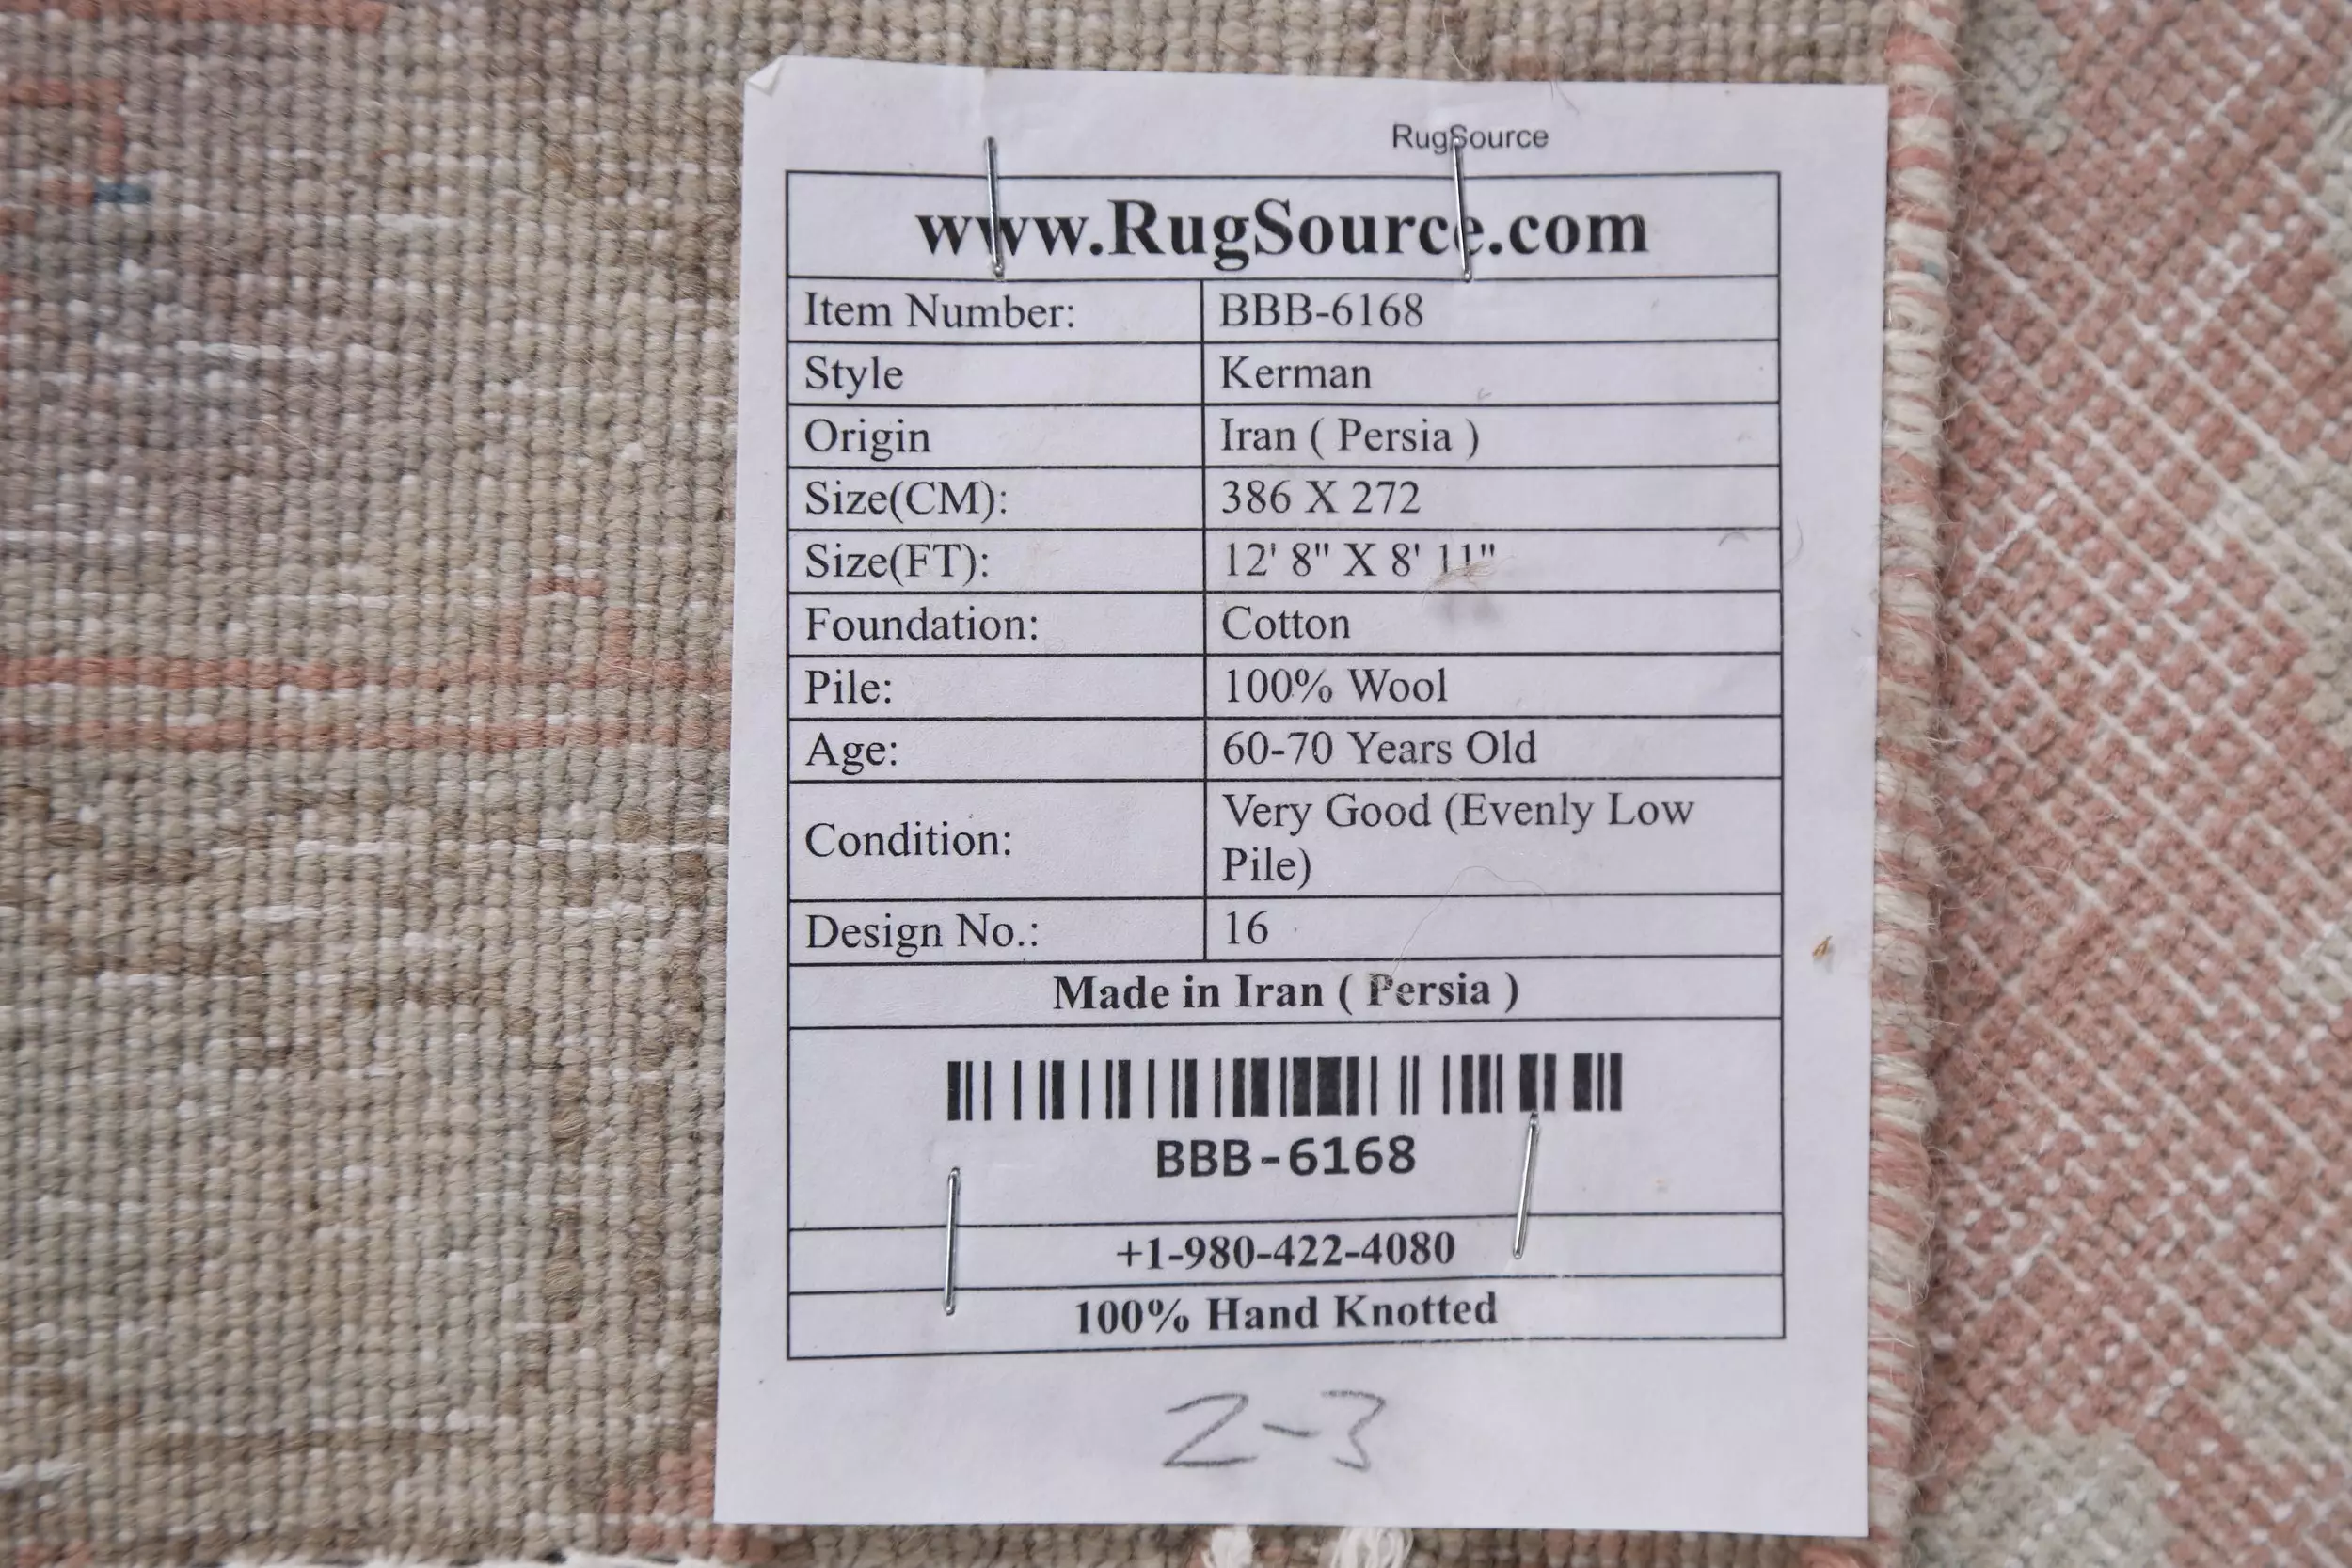 RugSource
www.RugSource.com
Item Number: BBB-6168
Style Kerman
Origin Iran ( Persia )
Size(CM): 386 X 272
Size(FT): 12' 8" X 8' 11"
Foundation: Cotton
Pile: 100% Wool
Age: 60-70 Years Old
Condition: Very Good (Evenly Low
Pile)
Design No.: 16
Made in Iran ( Persia )
BBB-6168
+1-980-422-4080
100% Hand Knotted
2-3